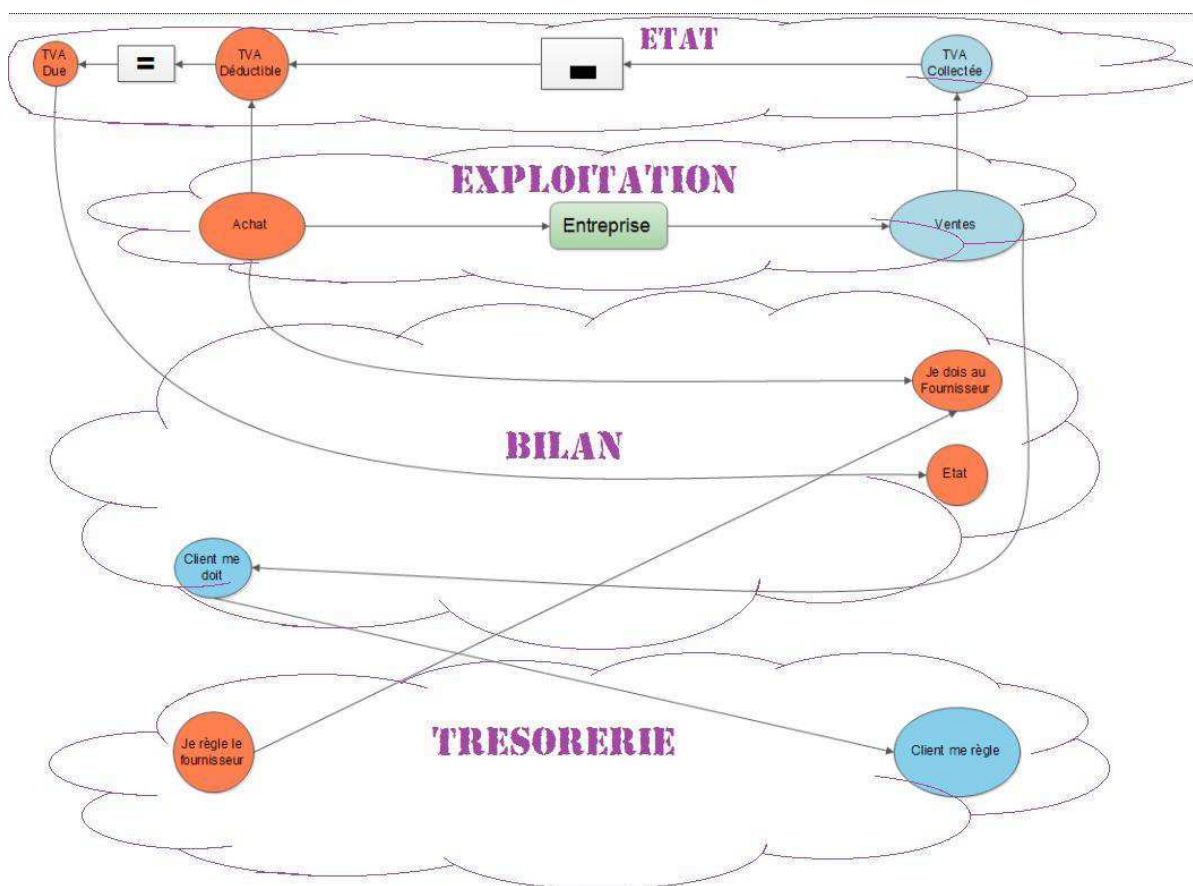 ETAT
TVA
Due
=
TVA
Déductible
-
TVA
Collectée
EXPLOITATION
Achat
Entreprise
Ventes
Je dois au
Fournisseur
BILAN
Etat
Client me
doit
TRESORERIE
Je règle le
fournisseur
Client me règle